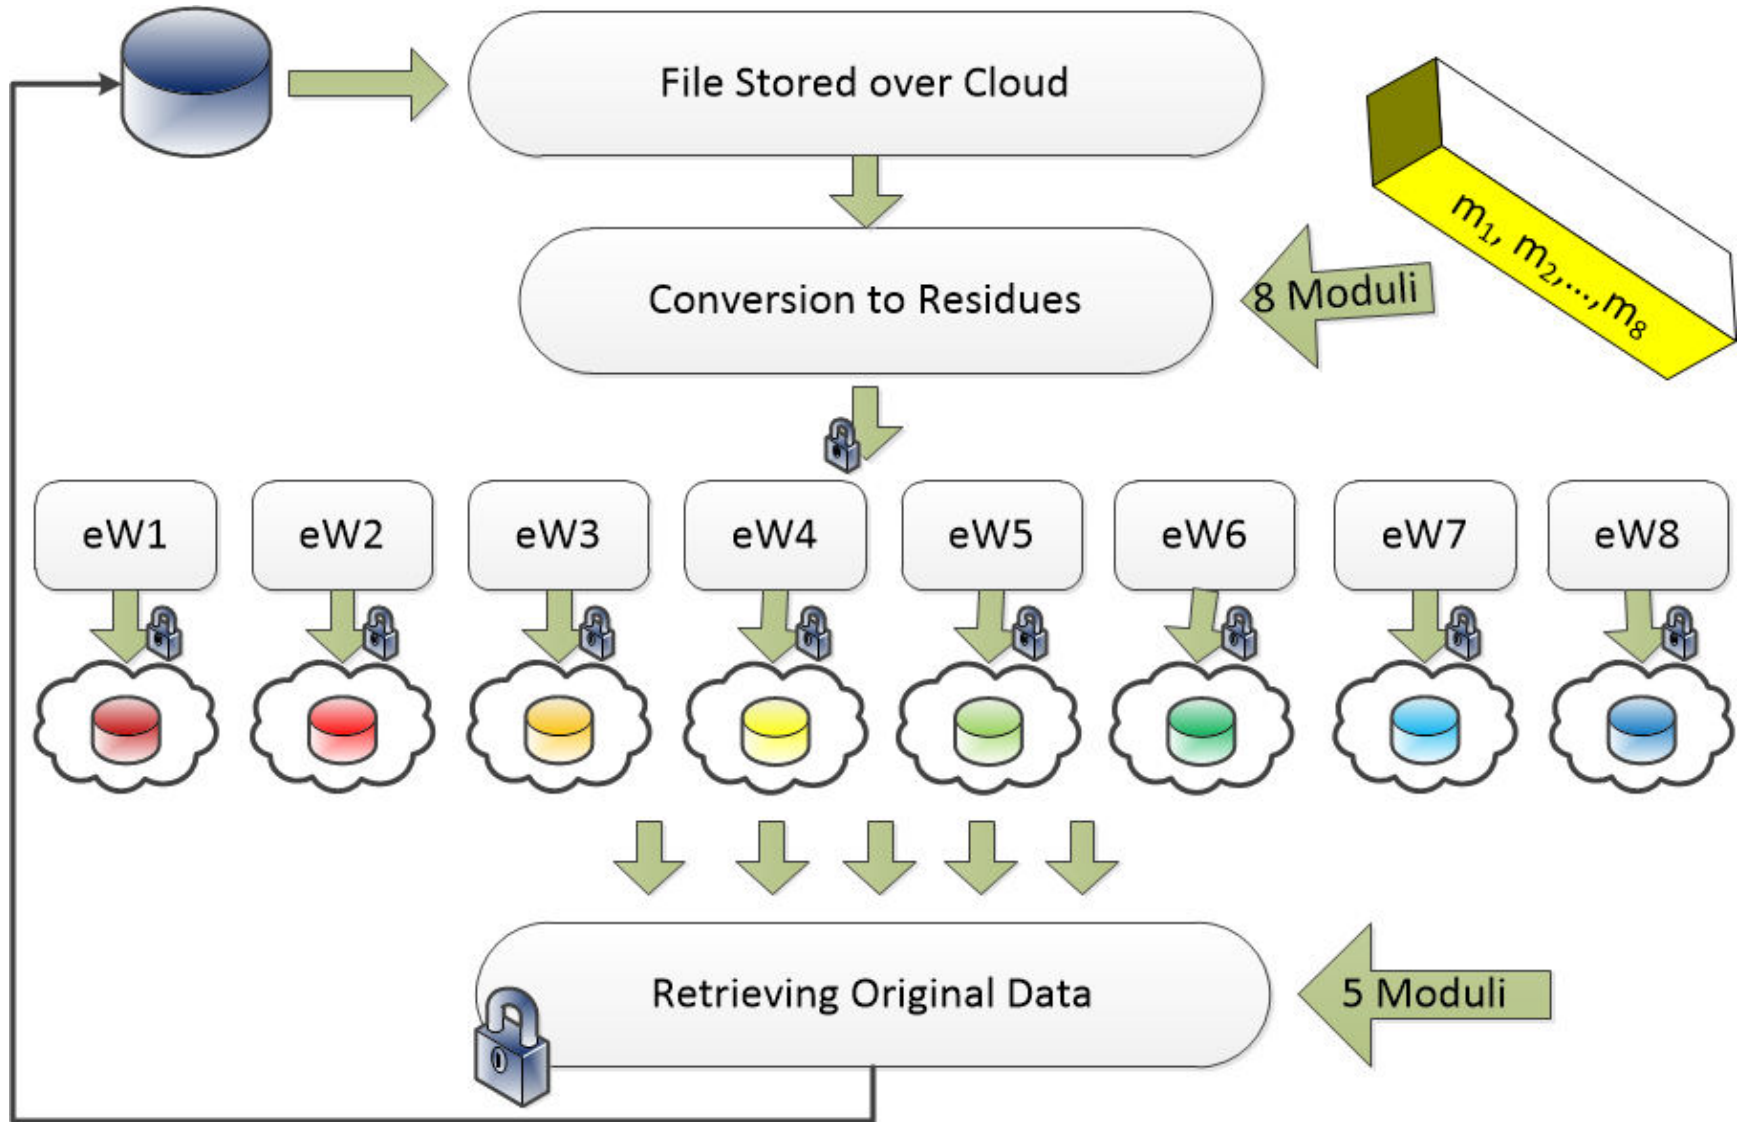 File Stored over Cloud
m1, m2,...,m8
Conversion to Residues
8 Moduli
eW1
eW2
eW3
eW4
eW5
eW6
eW7
eW8
Retrieving Original Data
5 Moduli